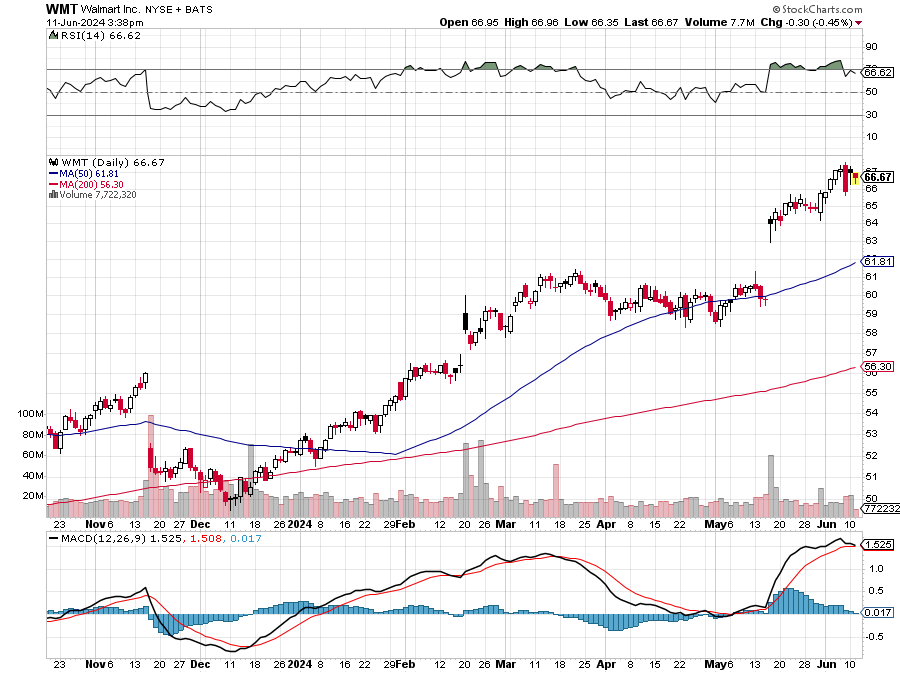 WMT Walmart Inc. NYSE + BATS
© StockCharts.com
11-Jun-2024 3:38pm
Open 66.95 High 66.96 Low 66.35 Last 66.67 Volume 7.7M Chg -0.30 (-0.45%)
RSI(14) 66.62
90
70
66.62
50
30
10
WMT (Daily) 66.67
MA(50) 61.81
MA(200) 56.30
Volume 7,722,320
67
66.67
66
65
64
63
61.81
61
60
59
58
57
56.30
56
55
54
53
52
51
50
772232
100M
80M
60M
40M
20M
23 Nov 6 13 20 27 Dec 11 18 26 2024 8 16 22 29 Feb 12 20 26 Mar 11 18 25 Apr 8 15 22 May 6 13 20 28 Jun 10
MACD(12,26,9) 1.525, 1.508, 0.017
1.525
1.0
0.5
0.017
-0.5
23 Nov 6 13 20 27 Dec 11 18 26 2024 8 16 22 29 Feb 12 20 26 Mar 11 18 25 Apr 8 15 22 May 6 13 20 28 Jun 10